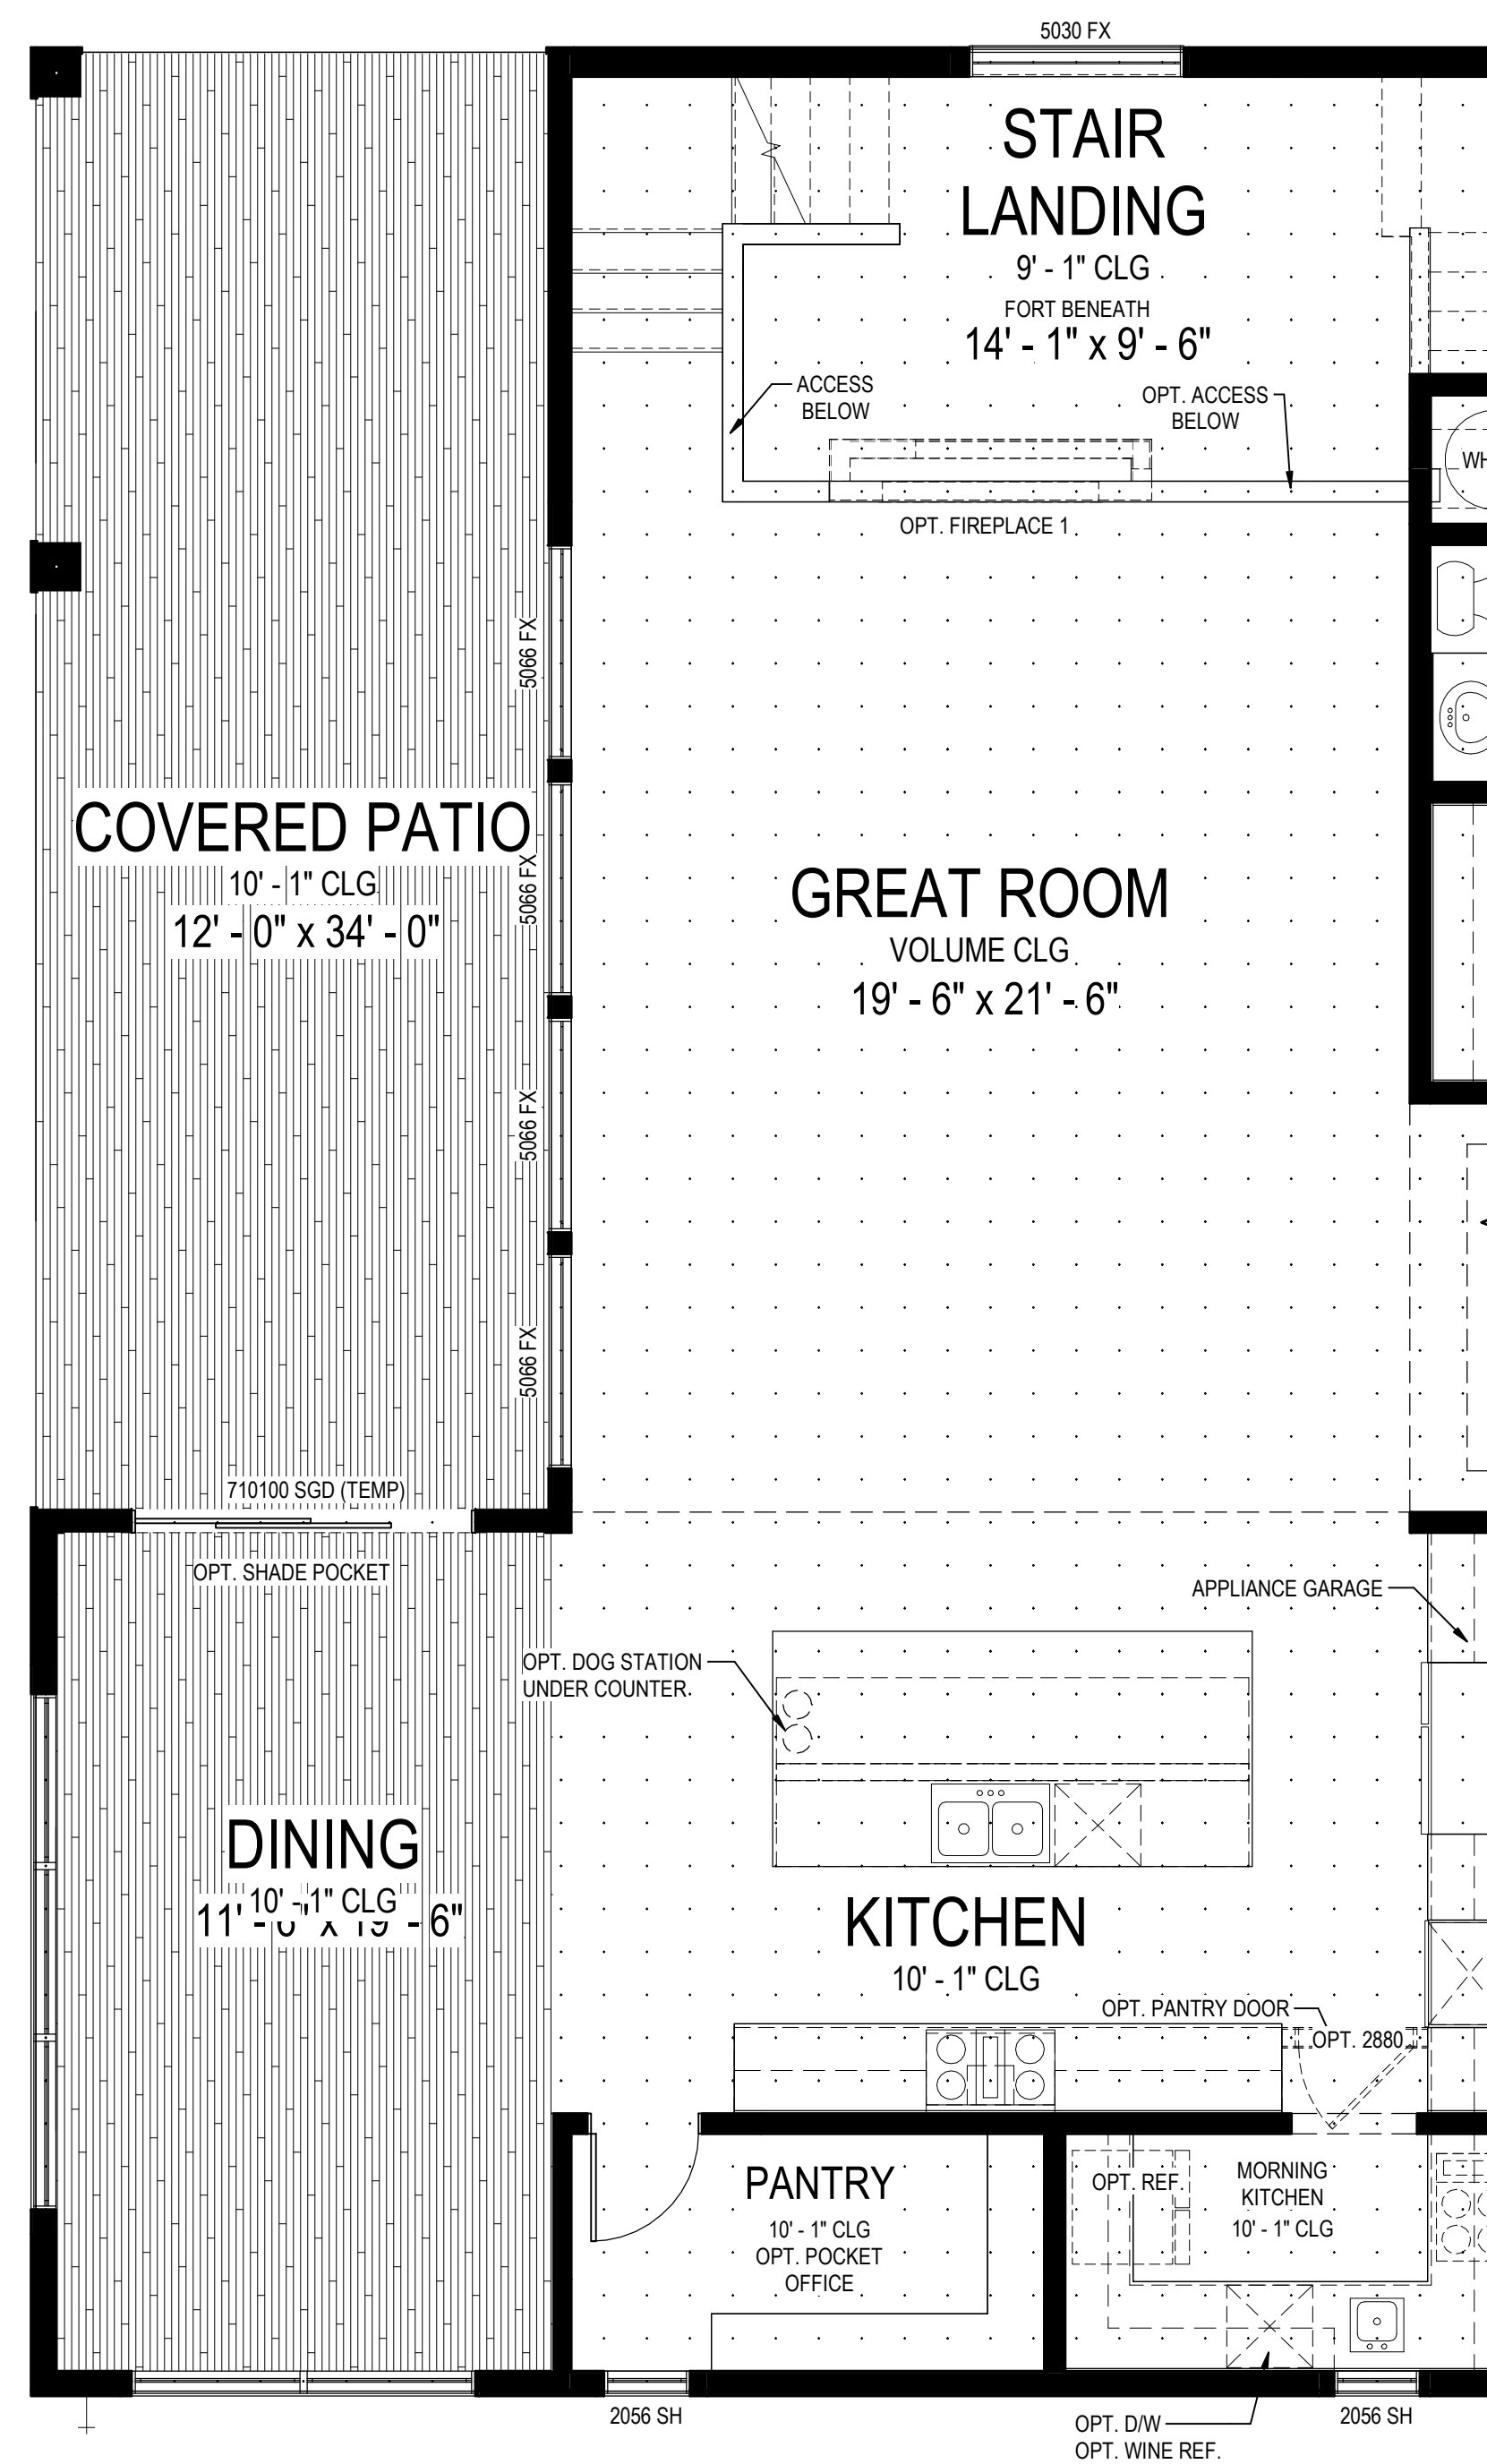 5030 FX
STAIR
LANDING
9' - 1" CLG
FORT BENEATH
14' - 1" x 9' - 6"
ACCESS
BELOW
OPT. ACCESS
BELOW
OPT. FIREPLACE 1
5066 FX
COVERED PATIO
10' - 1" CLG
12' - 0" x 34' - 0"
5066 FX
GREAT ROOM
VOLUME CLG
19' - 6" x 21' - 6"
5066 FX
5066 FX
710100 SGD (TEMP)
OPT. SHADE POCKET
APPLIANCE GARAGE
OPT. DOG STATION
UNDER COUNTER
DINING
10' - 1" CLG
11' - 6" x 19' - 6"
KITCHEN
10' - 1" CLG
OPT. PANTRY DOOR
OPT. 2880
PANTRY
10' - 1" CLG
OPT. POCKET
OFFICE
OPT. REF.
MORNING
KITCHEN
10' - 1" CLG
2056 SH
OPT. D/W
OPT. WINE REF.
2056 SH